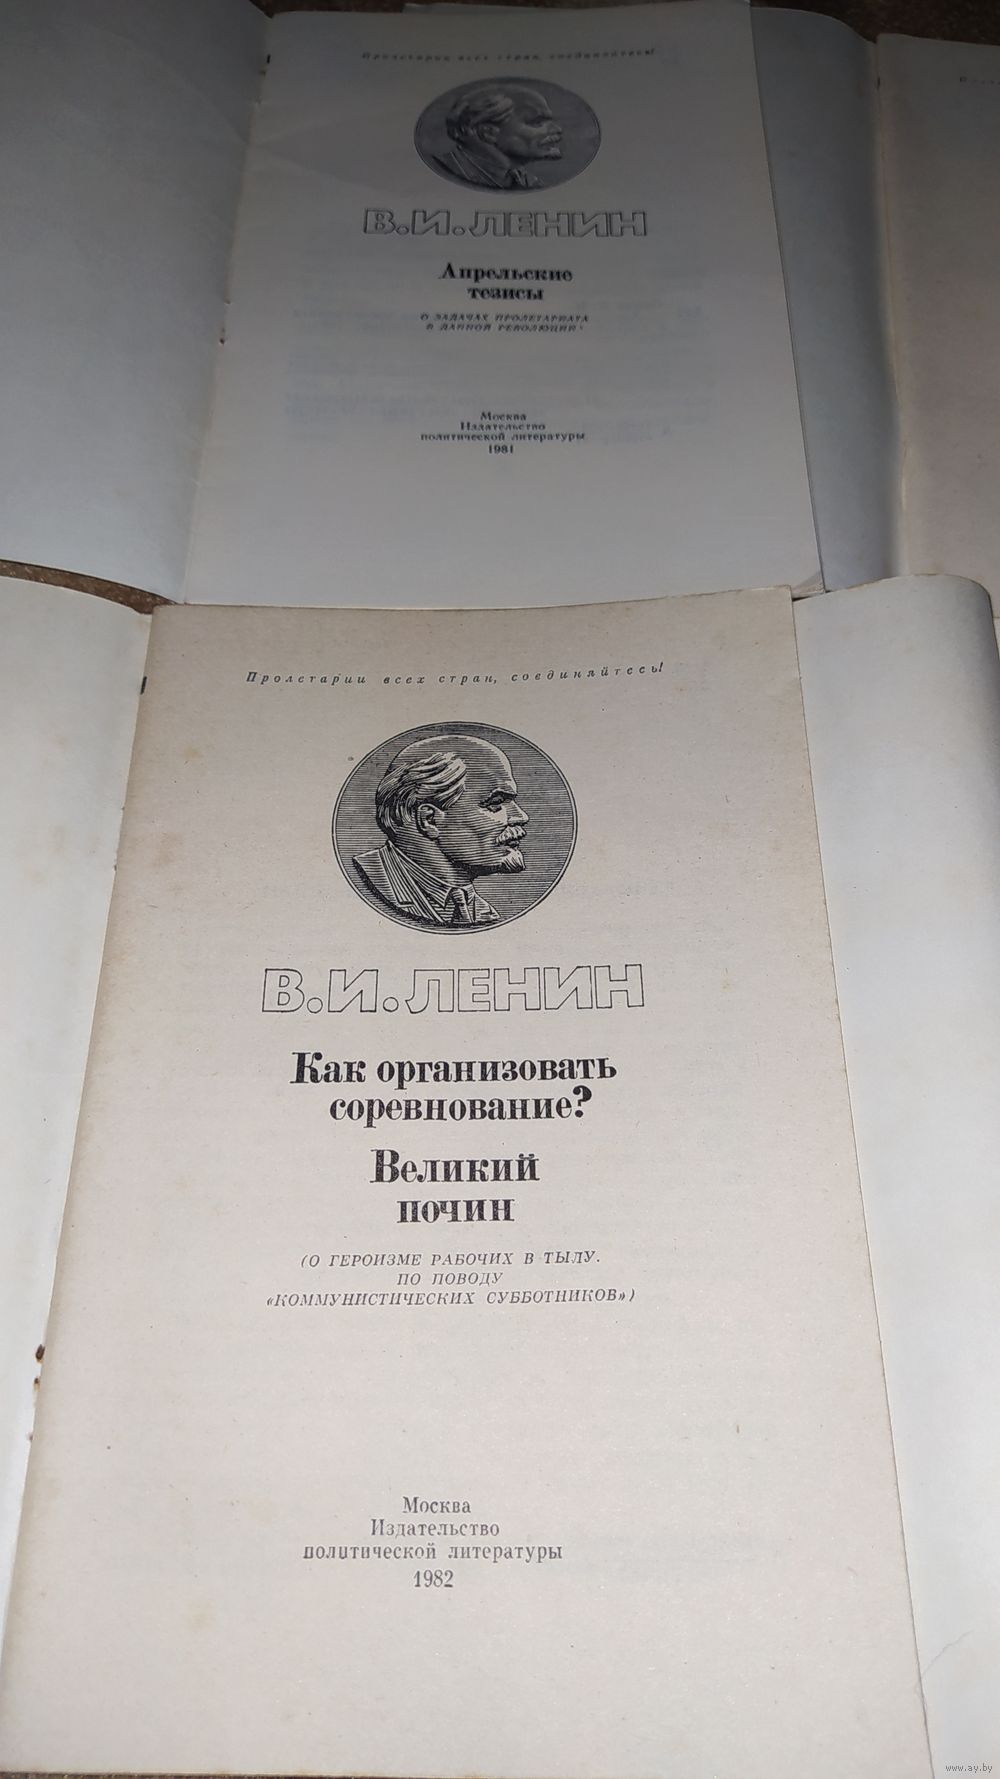 Пролетарии всех стран, соединяйтесь!
В.И.ЛЕНИН
Апрельские
тезисы
О ЗАДАЧАХ ПРОЛЕТАРИАТА
В ДАННОЙ РЕВОЛЮЦИИ
Москва
Издательство
политической литературы
1981
Пролетарии всех стран, соединяйтесь!
В.И.ЛЕНИН
Как организовать
соревнование?
Великий
почин
(О ГЕРОИЗМЕ РАБОЧИХ В ТЫЛУ.
ПО ПОВОДУ
«КОММУНИСТИЧЕСКИХ СУББОТНИКОВ»)
Москва
Издательство
политической литературы
1982
www.ay.by